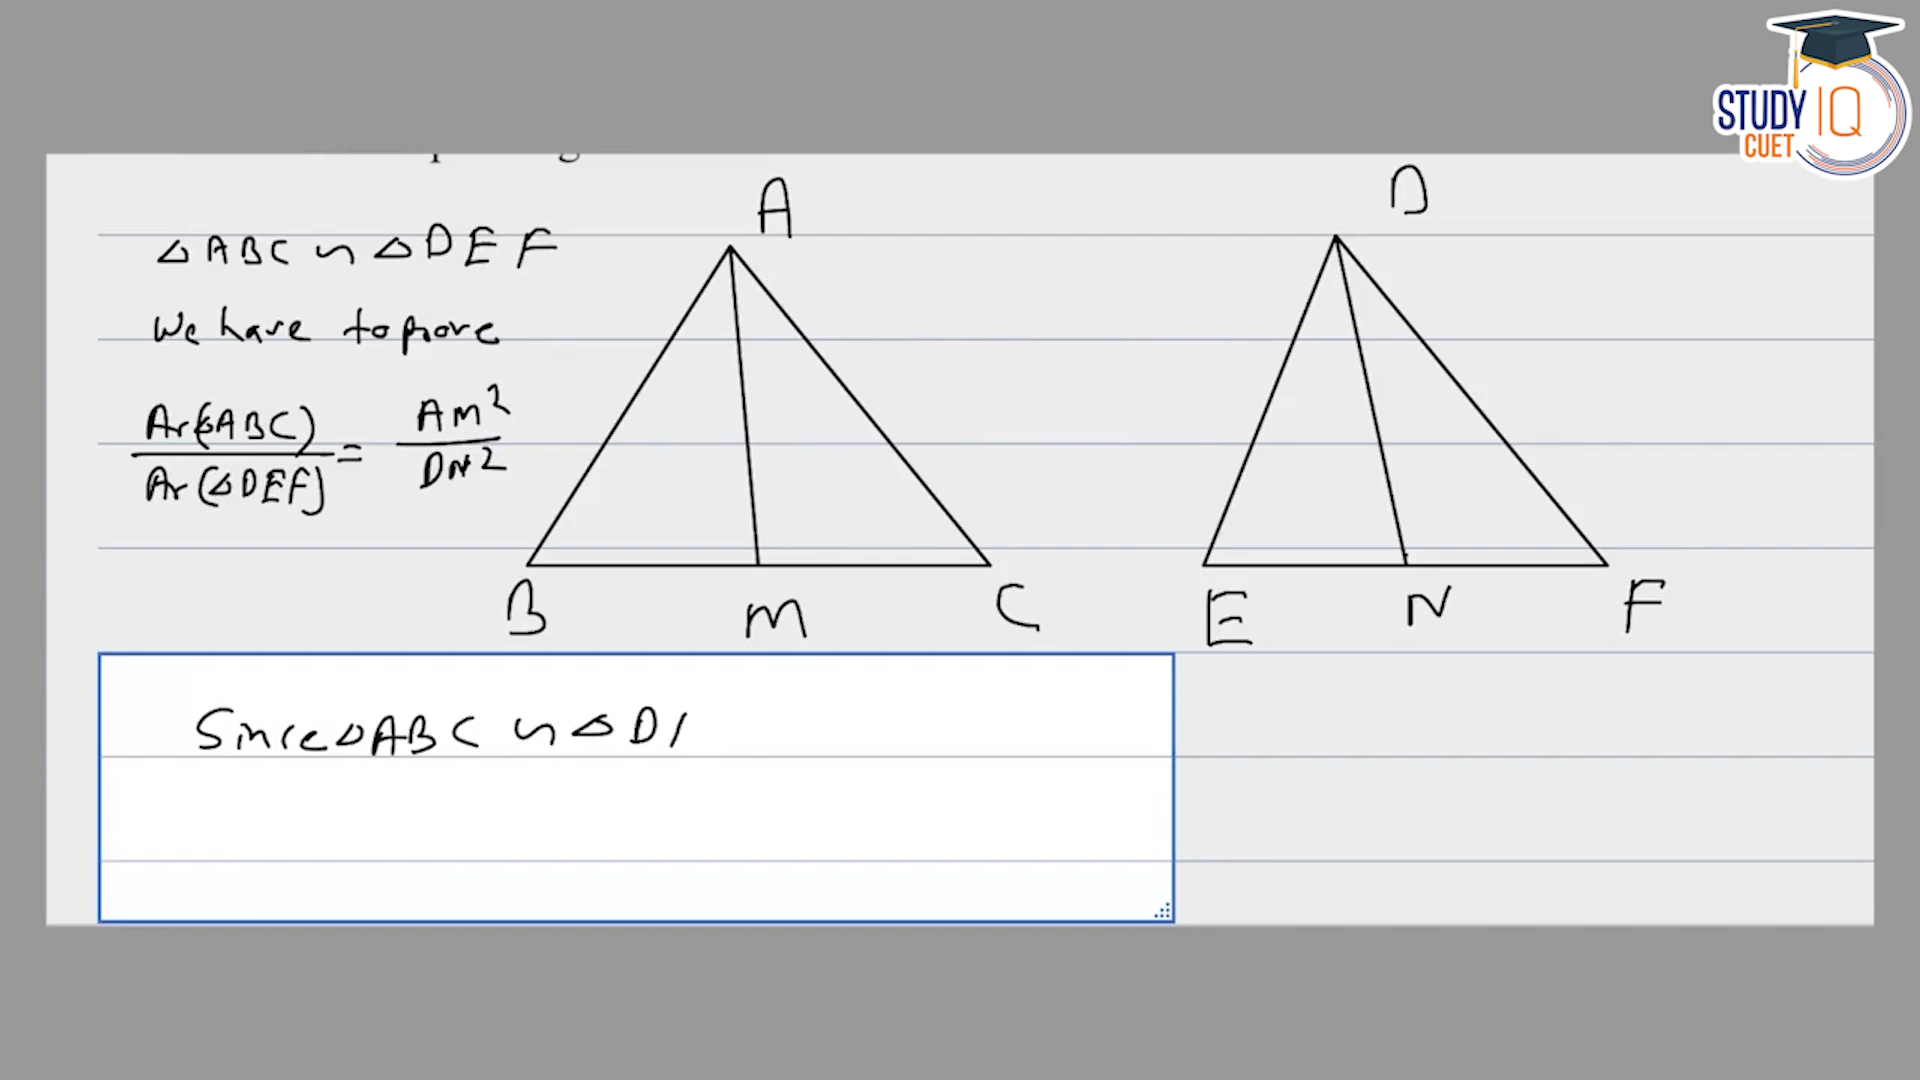 STUDY IQ
CUET
A
D
△ABC ∽ △DEF
We have to prove
Ar(△ABC) = AM²
Ar(△DEF) DN²
B M C E N F
Since △ABC ∽ △D